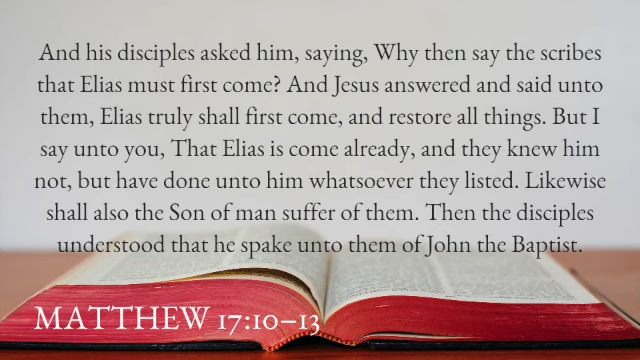 And his disciples asked him, saying, Why then say the scribes
that Elias must first come? And Jesus answered and said unto
them, Elias truly shall first come, and restore all things. But I
say unto you, That Elias is come already, and they knew him
not, but have done unto him whatsoever they listed. Likewise
shall also the Son of man suffer of them. Then the disciples
understood that he spake unto them of John the Baptist.
MATTHEW 17:10–13